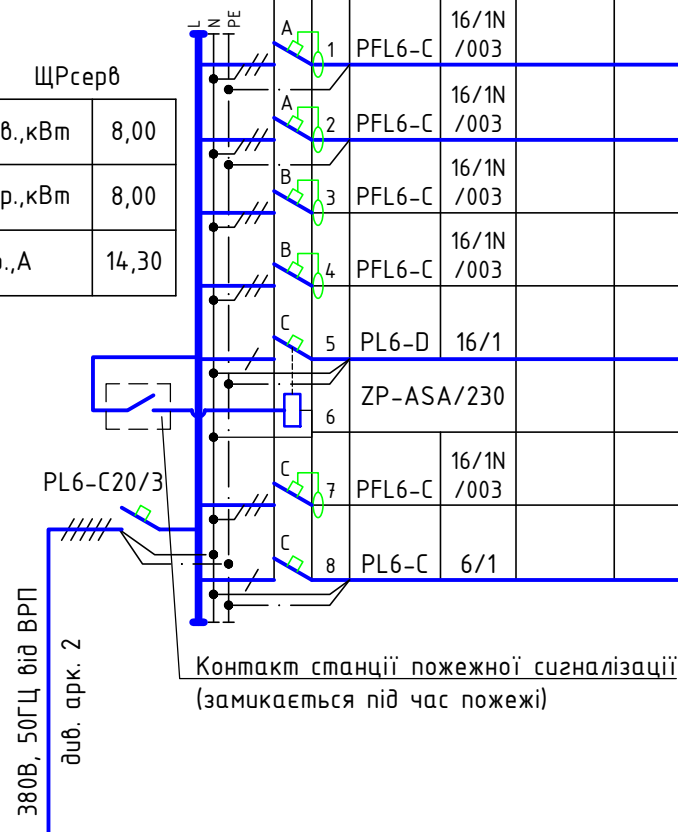 L N PE
ЩРсерв
в.,кВт 8,00
р.,кВт 8,00
.,А 14,30
A 1 PFL6-C 16/1N
/003
A 2 PFL6-C 16/1N
/003
B 3 PFL6-C 16/1N
/003
B 4 PFL6-C 16/1N
/003
C 5 PL6-D 16/1
6 ZP-ASA/230
C 7 PFL6-C 16/1N
/003
C 8 PL6-C 6/1
PL6-C20/3
380В, 50ГЦ від ВРП
див. арк. 2
Контакт станції пожежної сигналізації
(замикається під час пожежі)